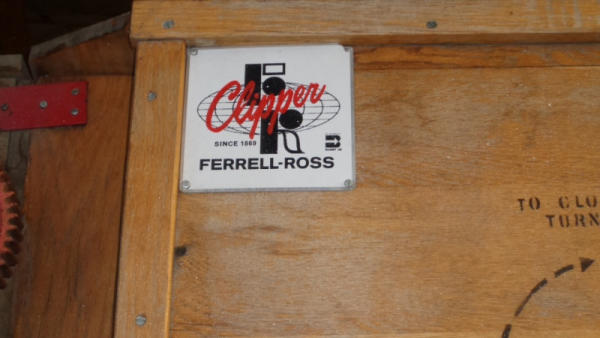 Clipper
SINCE 1869
FERRELL-ROSS
TO CLO
TURN